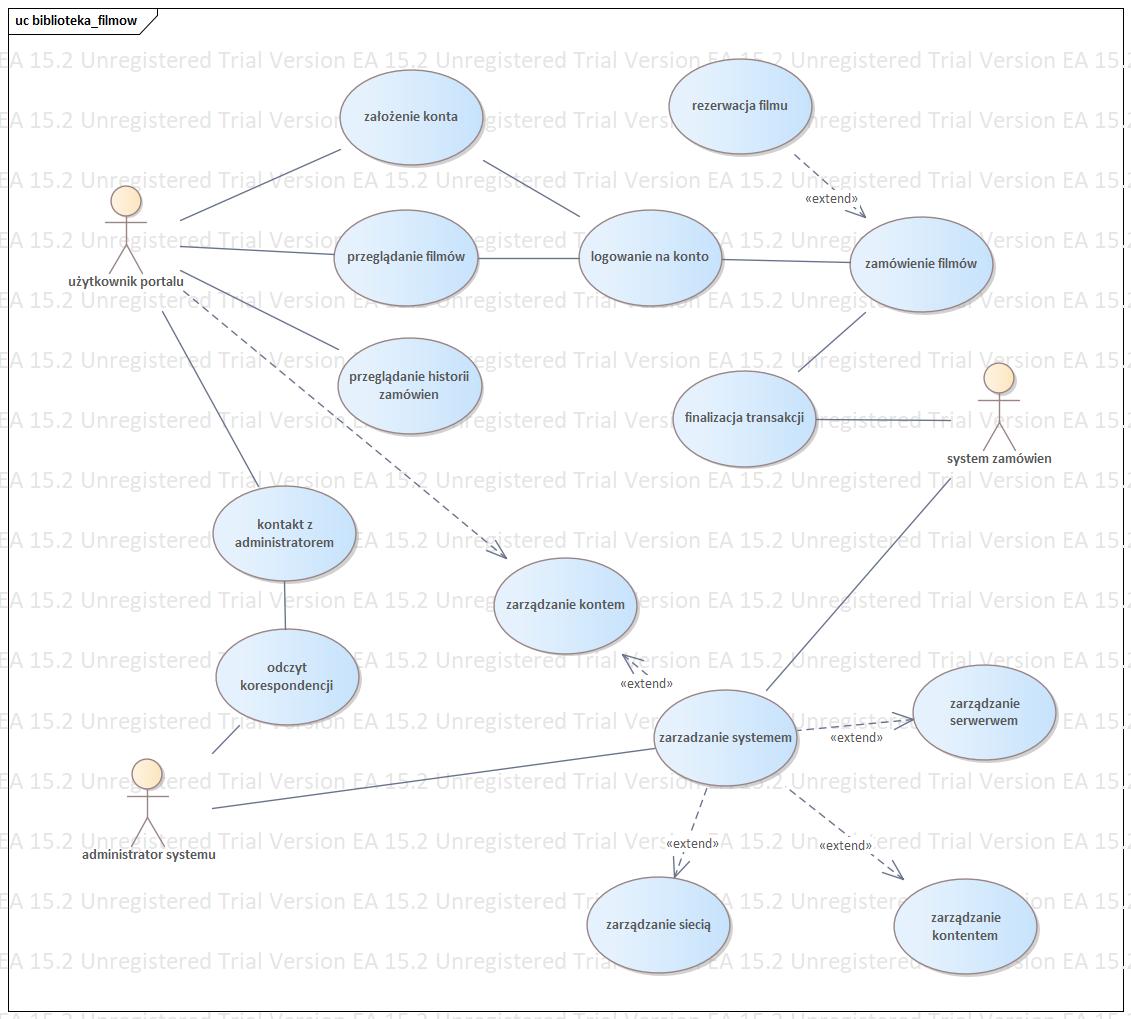 uc biblioteka_filmow
EA 15.2 Unregistered Trial Version EA 15.2 Unregistered Trial Version EA 15.2 Unregistered Trial Version EA 15.2
założenie konta
rezerwacja filmu
«extend»
użytkownik portalu
przeglądanie filmów
logowanie na konto
zamówienie filmów
przeglądanie historii
zamówien
finalizacja transakcji
system zamówien
kontakt z
administratorem
zarządzanie kontem
odczyt
korespondencji
«extend»
zarzadzanie systemem
«extend»
zarządzanie
serwerwem
administrator systemu
«extend»
«extend»
zarządzanie siecią
zarządzanie
kontentem